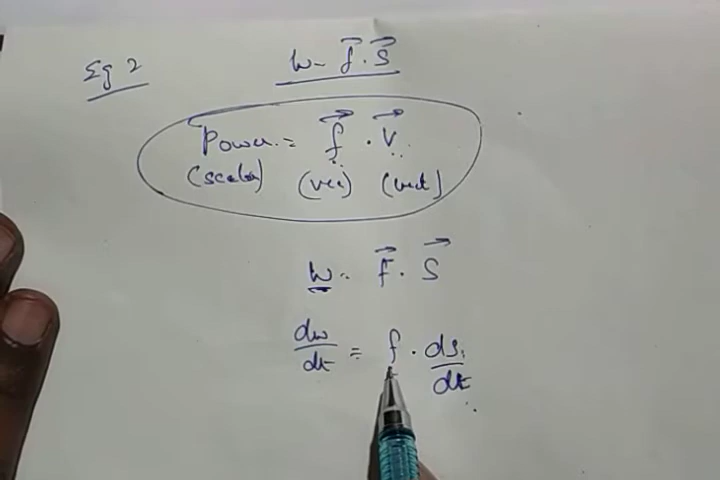 Eg 2
W = f⃗ . S⃗
Power = f⃗ . V⃗
(scalar) (vec) (vect)
W = F⃗ . S⃗
dw/dt = f . ds/dt